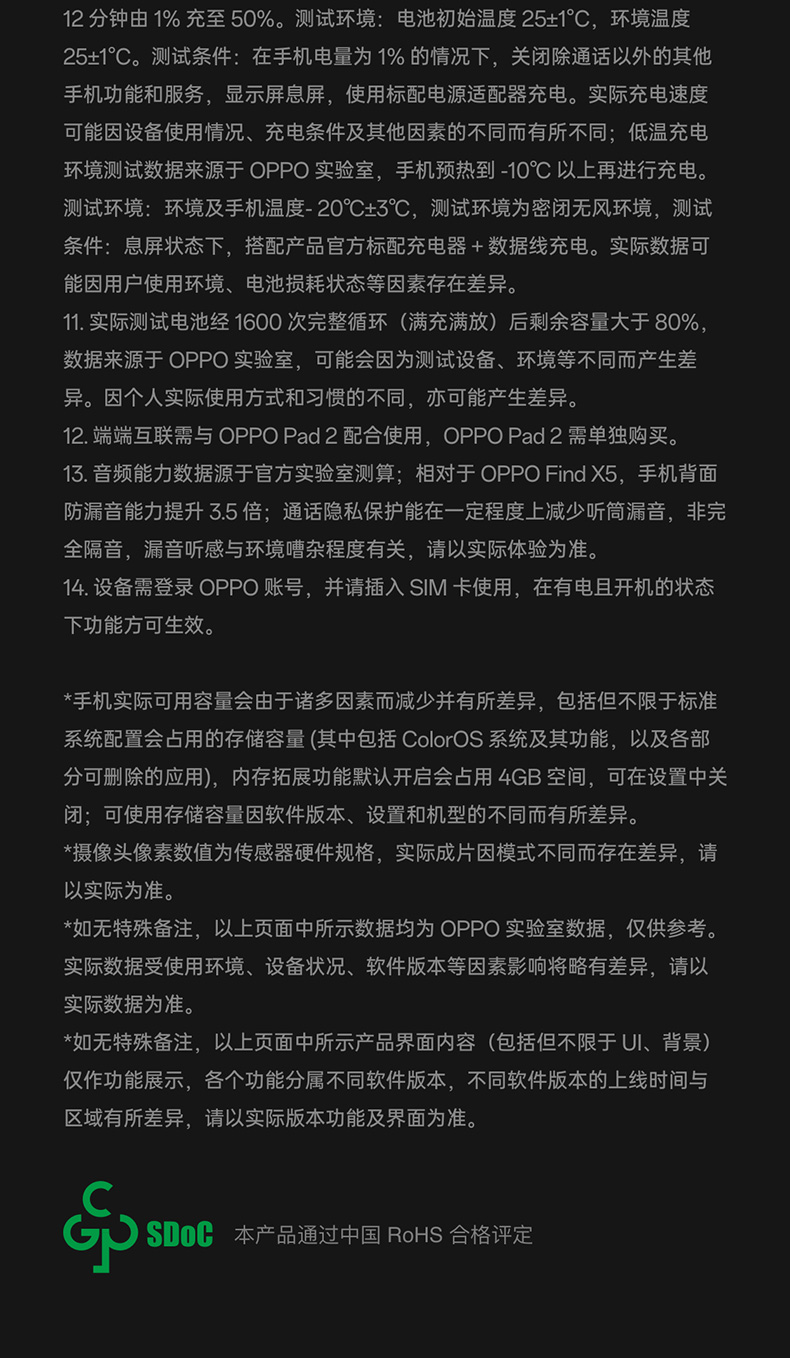 12 分钟由 1% 充至 50%。测试环境：电池初始温度 25±1℃，环境温度
25±1℃。测试条件：在手机电量为 1% 的情况下，关闭除通话以外的其他
手机功能和服务，显示屏息屏，使用标配电源适配器充电。实际充电速度
可能因设备使用情况、充电条件及其他因素的不同而有所不同；低温充电
环境测试数据来源于 OPPO 实验室，手机预热到 -10℃ 以上再进行充电。
测试环境：环境及手机温度- 20℃±3℃，测试环境为密闭无风环境，测试
条件：息屏状态下，搭配产品官方标配充电器 + 数据线充电。实际数据可
能因用户使用环境、电池损耗状态等因素存在差异。
11. 实际测试电池经 1600 次完整循环（满充满放）后剩余容量大于 80%，
数据来源于 OPPO 实验室，可能会因为测试设备、环境等不同而产生差
异。因个人实际使用方式和习惯的不同，亦可能产生差异。
12. 端端互联需与 OPPO Pad 2 配合使用，OPPO Pad 2 需单独购买。
13. 音频能力数据源于官方实验室测算；相对于 OPPO Find X5，手机背面
防漏音能力提升 3.5 倍；通话隐私保护能在一定程度上减少听筒漏音，非完
全隔音，漏音听感与环境嘈杂程度有关，请以实际体验为准。
14. 设备需登录 OPPO 账号，并请插入 SIM 卡使用，在有电且开机的状态
下功能方可生效。
*手机实际可用容量会由于诸多因素而减少并有所差异，包括但不限于标准
系统配置会占用的存储容量 (其中包括 ColorOS 系统及其功能，以及各部
分可删除的应用)，内存拓展功能默认开启会占用 4GB 空间，可在设置中关
闭；可使用存储容量因软件版本、设置和机型的不同而有所差异。
*摄像头像素数值为传感器硬件规格，实际成片因模式不同而存在差异，请
以实际为准。
*如无特殊备注，以上页面中所示数据均为 OPPO 实验室数据，仅供参考。
实际数据受使用环境、设备状况、软件版本等因素影响将略有差异，请以
实际数据为准。
*如无特殊备注，以上页面中所示产品界面内容（包括但不限于 UI、背景）
仅作功能展示，各个功能分属不同软件版本，不同软件版本的上线时间与
区域有所差异，请以实际版本功能及界面为准。
CGP SDoC 本产品通过中国 RoHS 合格评定